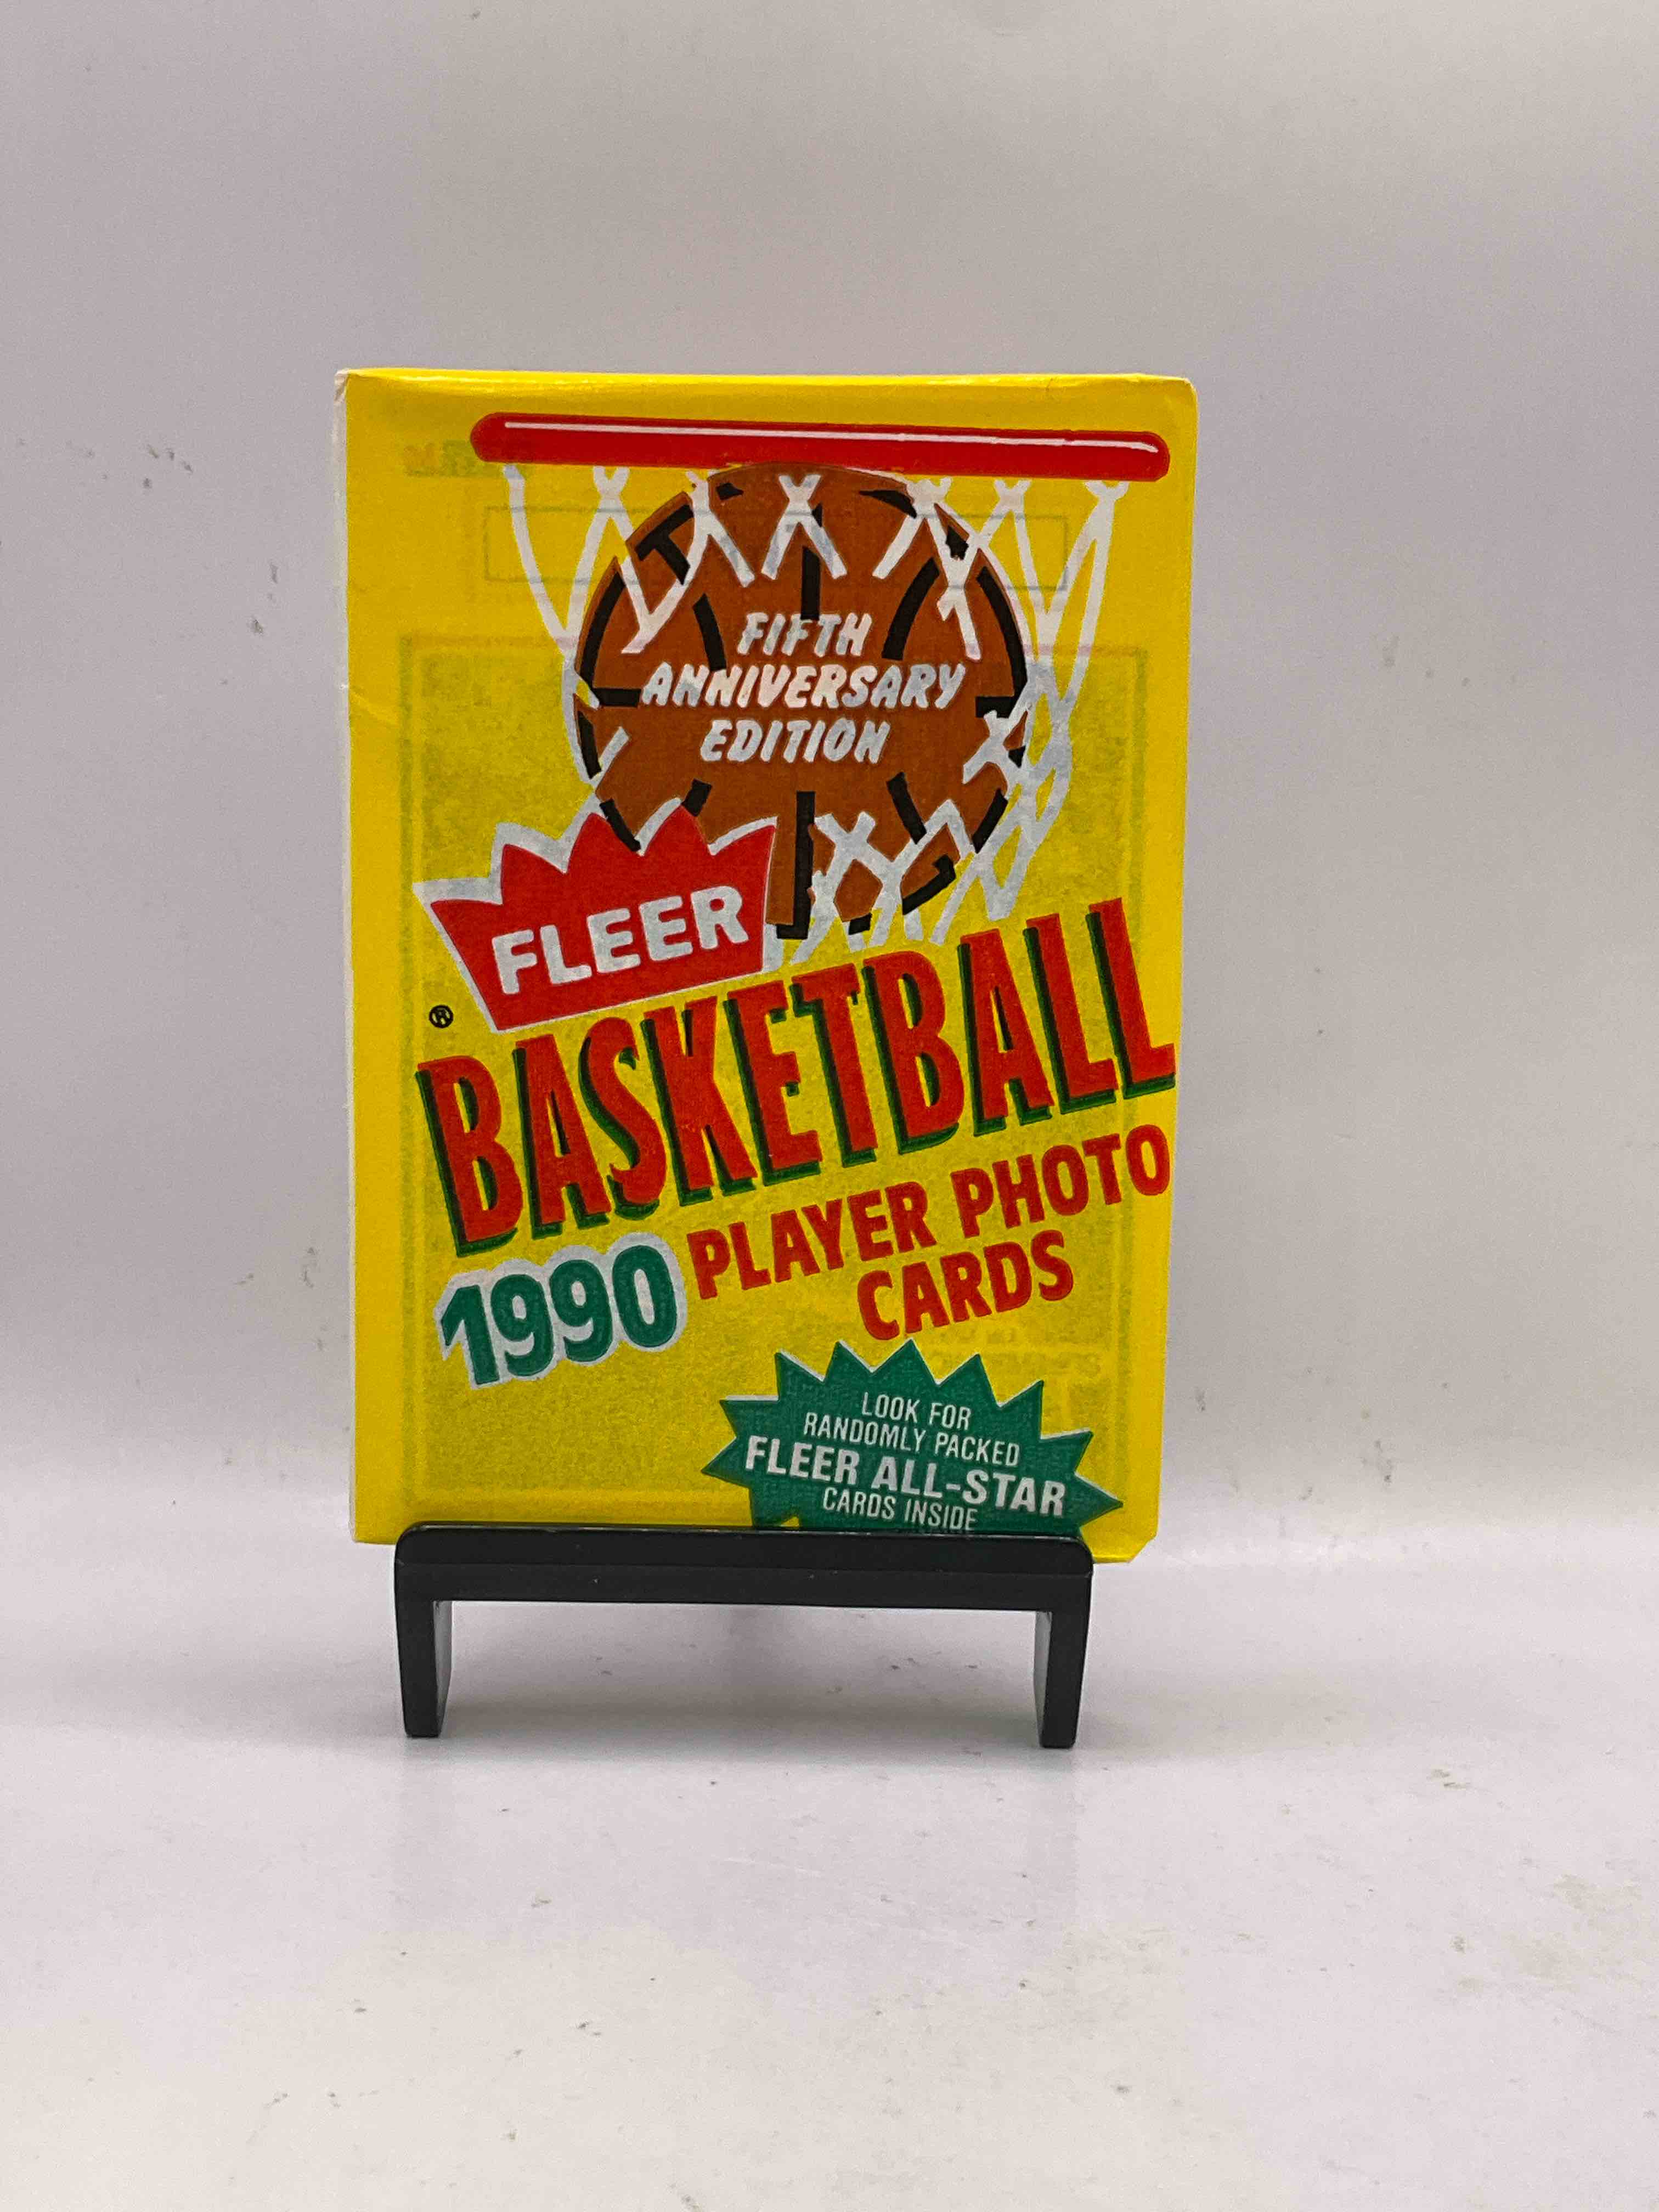 FIFTH
ANNIVERSARY
EDITION
FLEER
®
BASKETBALL
1990 PLAYER PHOTO
CARDS
LOOK FOR
RANDOMLY PACKED
FLEER ALL-STAR
CARDS INSIDE